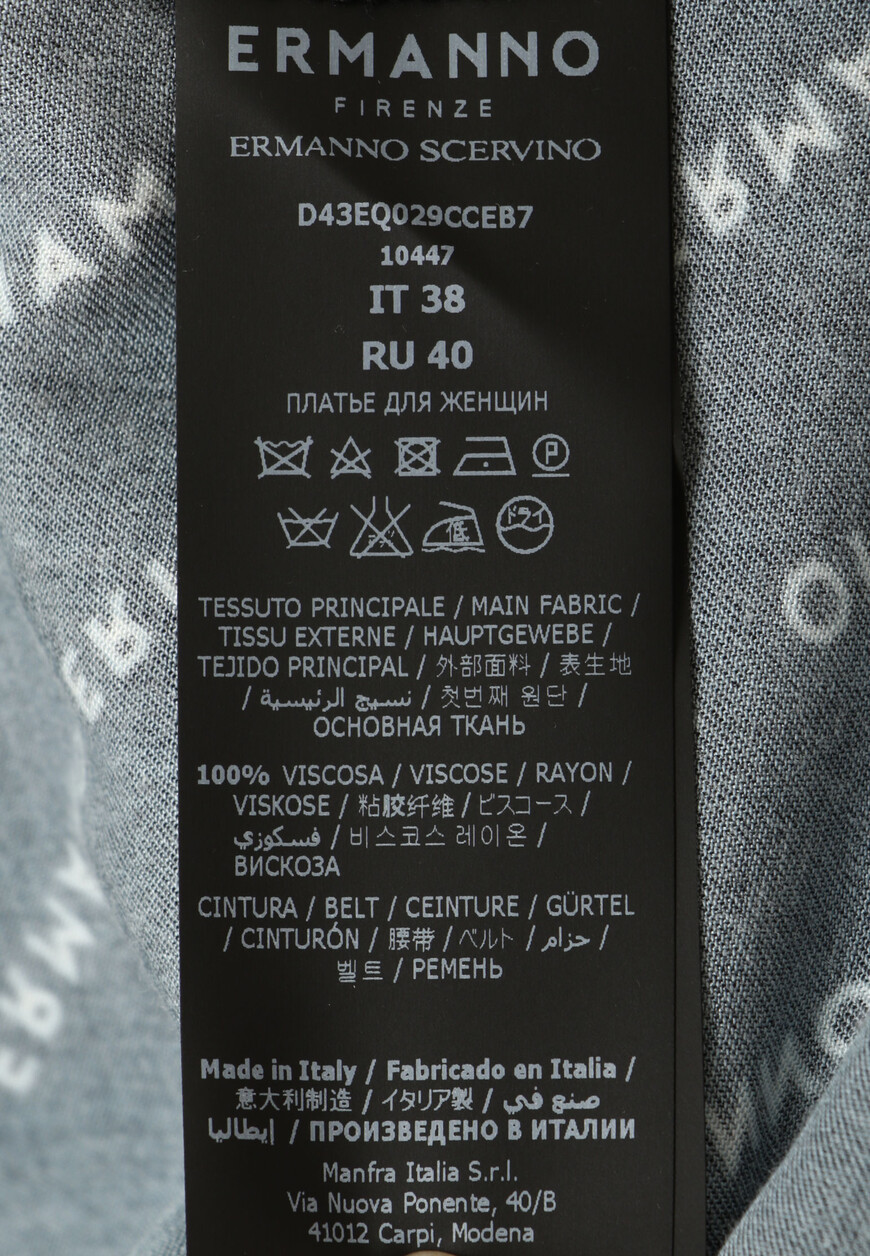 ERMANNO
FIRENZE
ERMANNO SCERVINO
D43EQ029CCEB7
10447
IT 38
RU 40
ПЛАТЬЕ ДЛЯ ЖЕНЩИН
P
低 ドライ
TESSUTO PRINCIPALE / MAIN FABRIC /
TISSU EXTERNE / HAUPTGEWEBE /
TEJIDO PRINCIPAL / 外部面料 / 表生地
/ نسيج الرئيسية / 첫번째 원단 /
ОСНОВНАЯ ТКАНЬ
100% VISCOSA / VISCOSE / RAYON /
VISKOSE / 粘胶纤维 / ビスコース /
فسكوزي / 비스코스 레이온 /
ВИСКОЗА
CINTURA / BELT / CEINTURE / GÜRTEL
/ CINTURÓN / 腰带 / ベルト / حزام /
벨트 / РЕМЕНЬ
Made in Italy / Fabricado en Italia /
意大利制造 / イタリア製 / صنع في
إيطاليا / ПРОИЗВЕДЕНО В ИТАЛИИ
Manfra Italia S.r.l.
Via Nuova Ponente, 40/B
41012 Carpi, Modena